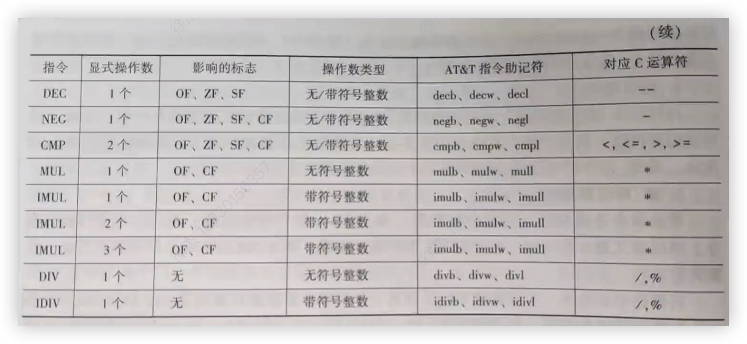 (续)
指令 显式操作数 影响的标志 操作数类型 AT&T 指令助记符 对应 C 运算符
DEC 1 个 OF、ZF、SF 无/带符号整数 decb、decw、decl --
NEG 1 个 OF、ZF、SF、CF 无/带符号整数 negb、negw、negl -
CMP 2 个 OF、ZF、SF、CF 无/带符号整数 cmpb、cmpw、cmpl <, <=, >, >=
MUL 1 个 OF、CF 无符号整数 mulb、mulw、mull *
IMUL 1 个 OF、CF 带符号整数 imulb、imulw、imull *
IMUL 2 个 OF、CF 带符号整数 imulb、imulw、imull *
IMUL 3 个 OF、CF 带符号整数 imulb、imulw、imull *
DIV 1 个 无 无符号整数 divb、divw、divl /,%
IDIV 1 个 无 带符号整数 idivb、idivw、idivl /,%